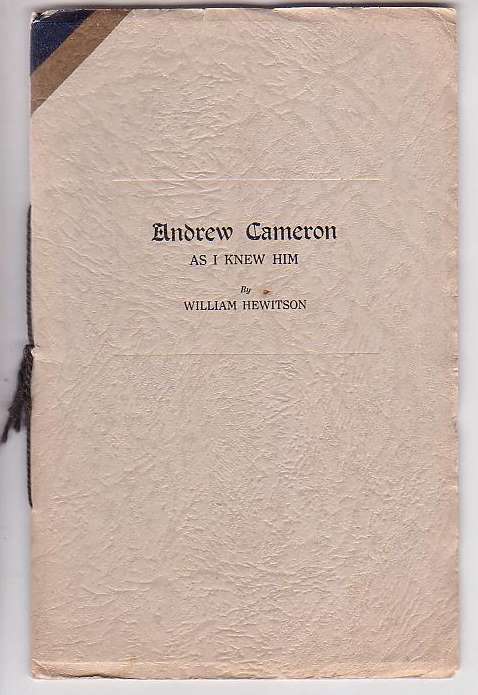 Andrew Cameron
AS I KNEW HIM
By
WILLIAM HEWITSON